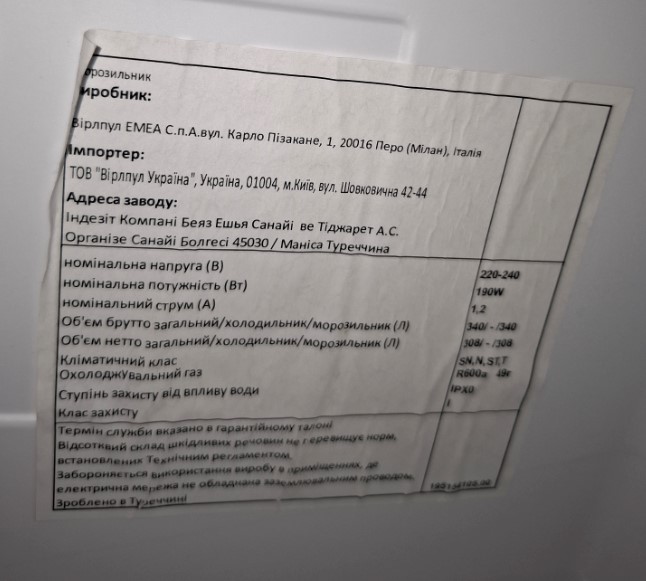 орозильник
иробник:
Вірлпул ЕМЕА С.п.А.вул. Карло Пізакане, 1, 20016 Перо (Мілан), Італія
Імпортер:
ТОВ "Вірлпул Україна", Україна, 01004, м.Київ, вул. Шовковична 42-44
Адреса заводу:
Індезіт Компані Беяз Ешья Санайі ве Тіджарет А.С.
Організе Санайі Болгесі 45030 / Маніса Туреччина
номінальна напруга (В) 220-240
номінальна потужність (Вт) 190W
номінальний струм (А) 1,2
Об'єм брутто загальний/холодильник/морозильник (Л) 340/ - /340
Об'єм нетто загальний/холодильник/морозильник (Л) 308/ - /308
Кліматичний клас SN,N,ST,T
Охолоджувальний газ R600a
Ступінь захисту від впливу води IPX0
Клас захисту I
Термін служби вказано в гарантійному талоні
Відсотквий склад шкідливих речовин не перевищує норм,
встановлених Технічним регламентом.
Забороняється використання виробу в приміщеннях, де
електрична мережа не обладнана заземлювальним проводом.
Зроблено в Туреччині